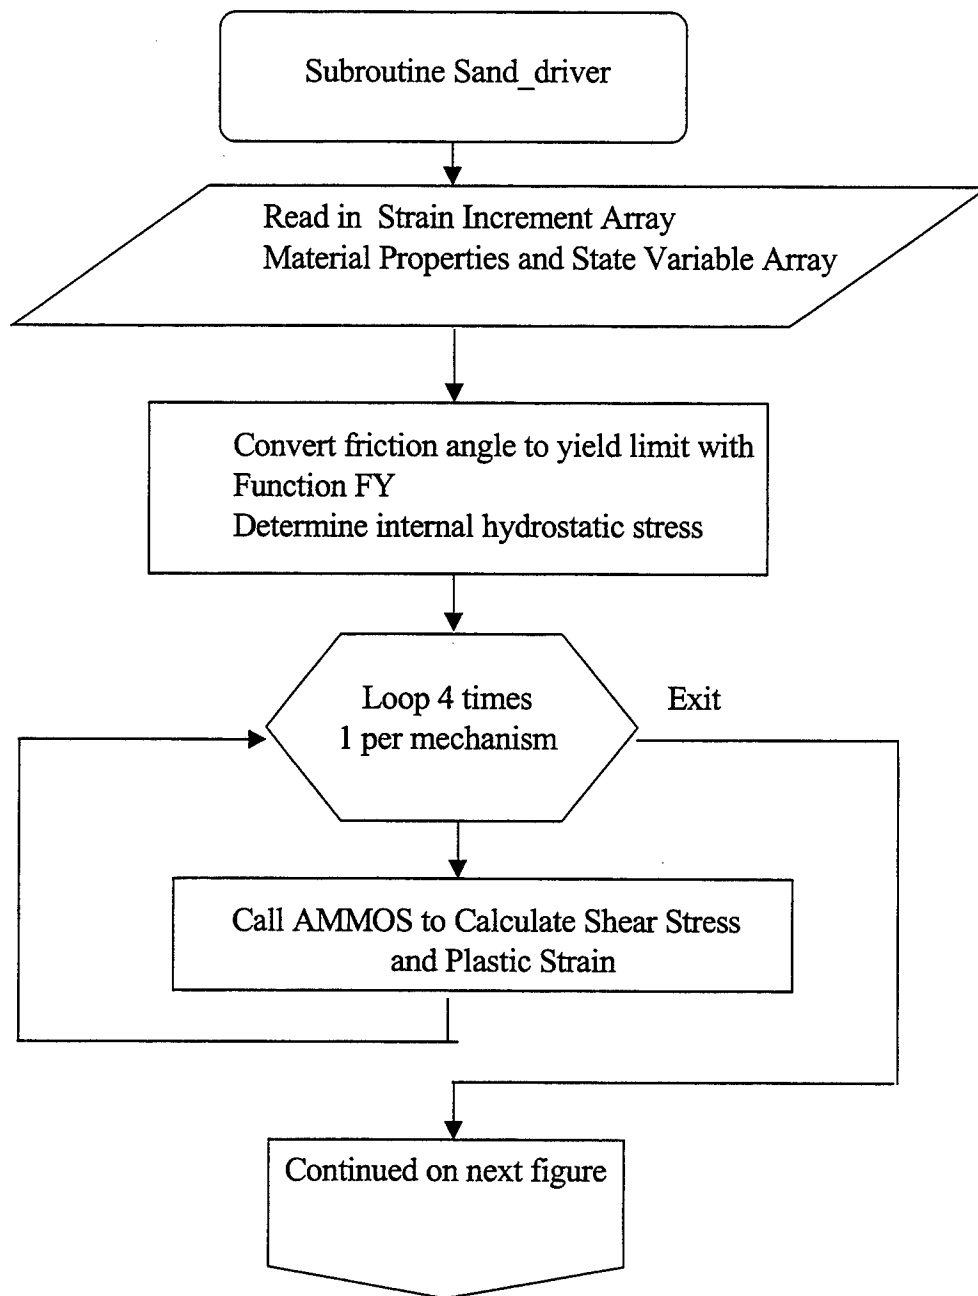 Subroutine Sand_driver
Read in Strain Increment Array
Material Properties and State Variable Array
Convert friction angle to yield limit with
Function FY
Determine internal hydrostatic stress
Loop 4 times
1 per mechanism
Exit
Call AMMOS to Calculate Shear Stress
and Plastic Strain
Continued on next figure